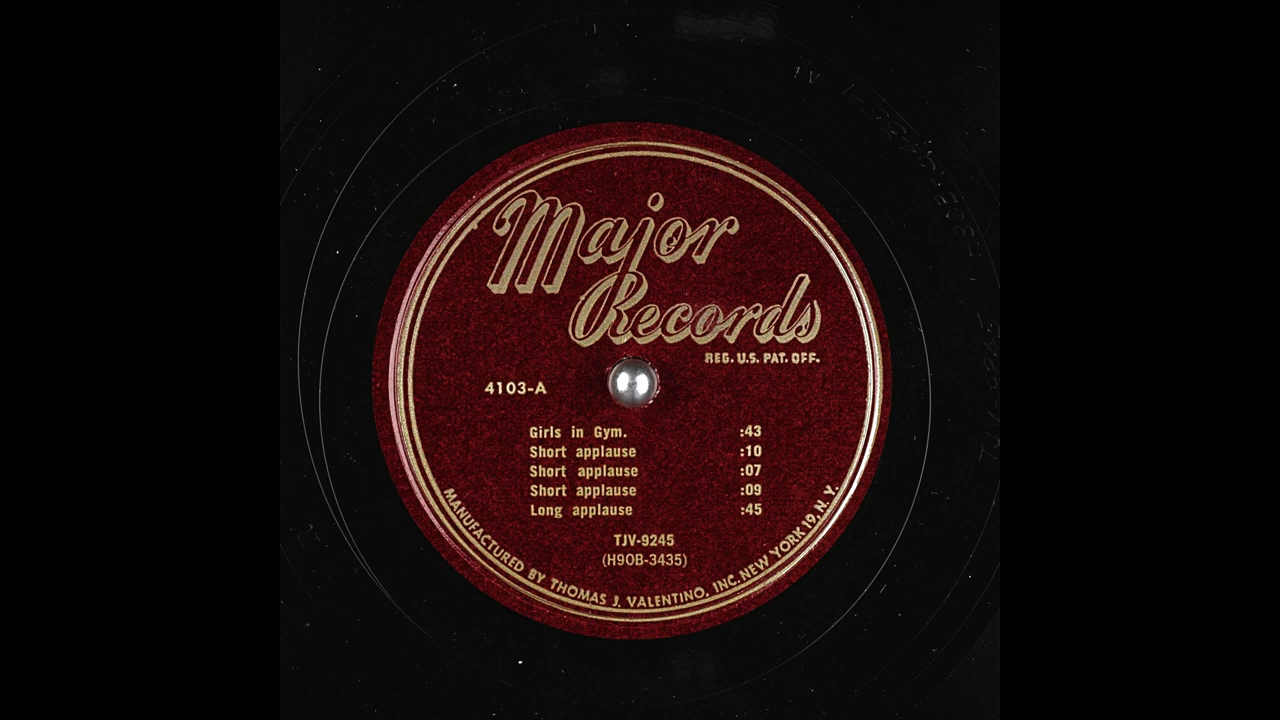 Major
Records
REG. U.S. PAT. OFF.
4103-A
Girls in Gym. :43
Short applause :10
Short applause :07
Short applause :09
Long applause :45
TJV-9245
(H9OB-3435)
MANUFACTURED BY THOMAS J. VALENTINO, INC. NEW YORK 19, N. Y.